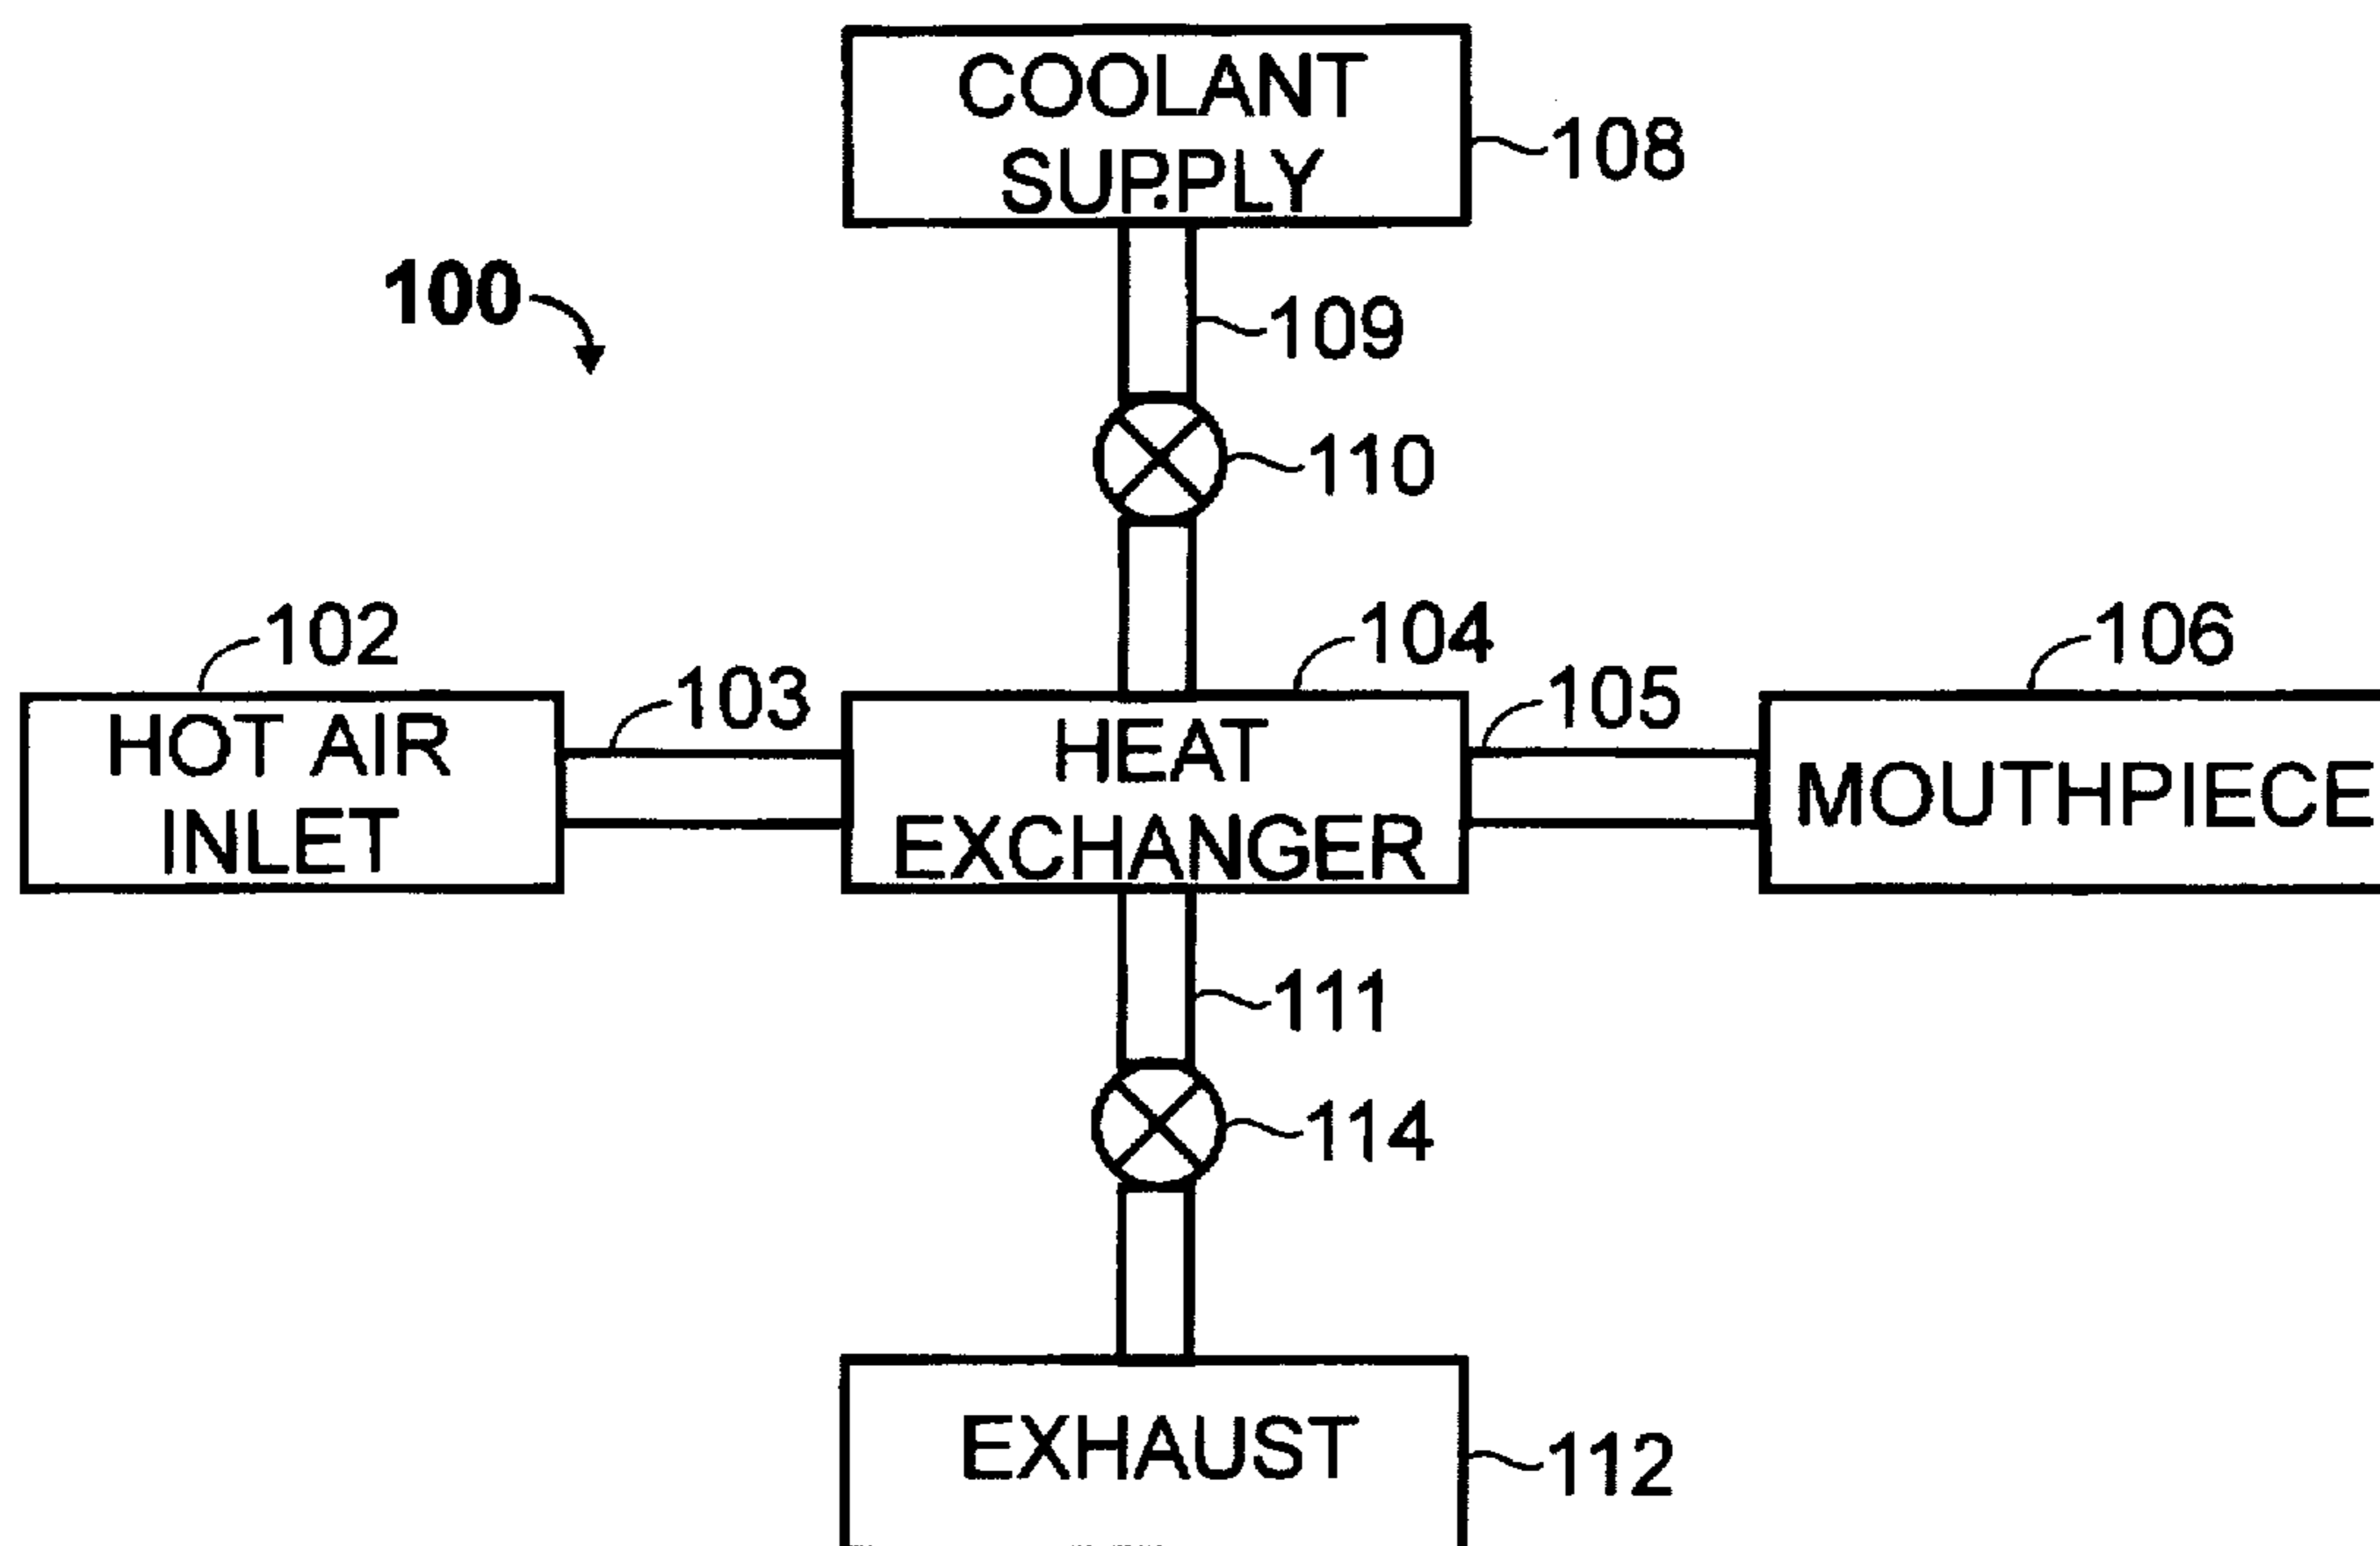 COOLANT
SUPPLY
108
100
109
110
102
104
106
103
105
HOT AIR
INLET
HEAT
EXCHANGER
MOUTHPIECE
111
114
EXHAUST
112